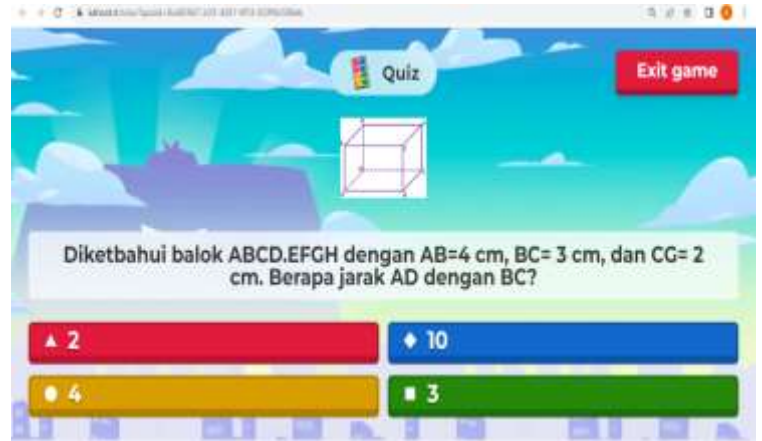 Quiz
Exit game
Diketbahui balok ABCD.EFGH dengan AB=4 cm, BC= 3 cm, dan CG= 2
cm. Berapa jarak AD dengan BC?
2
10
4
3